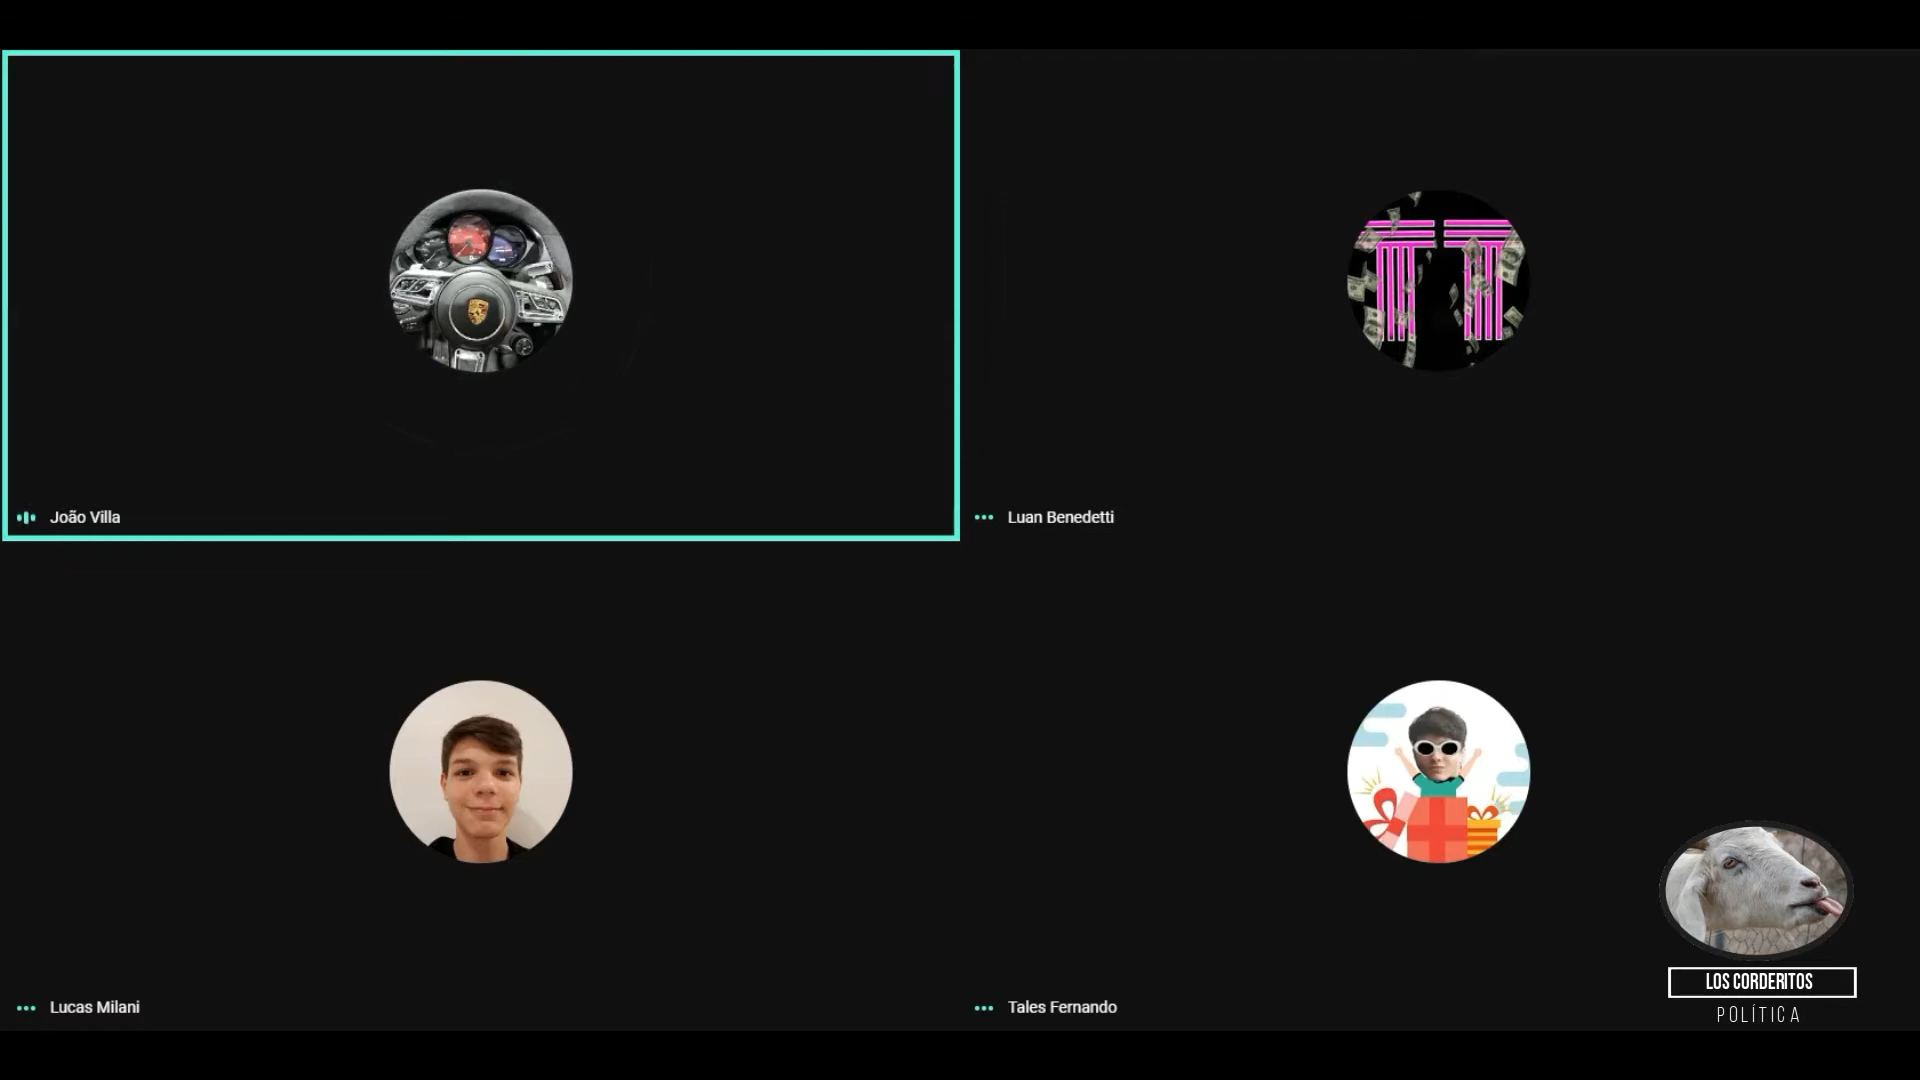 João Villa
Luan Benedetti
Lucas Milani
Tales Fernando
LOS CORDERITOS
POLÍTICA